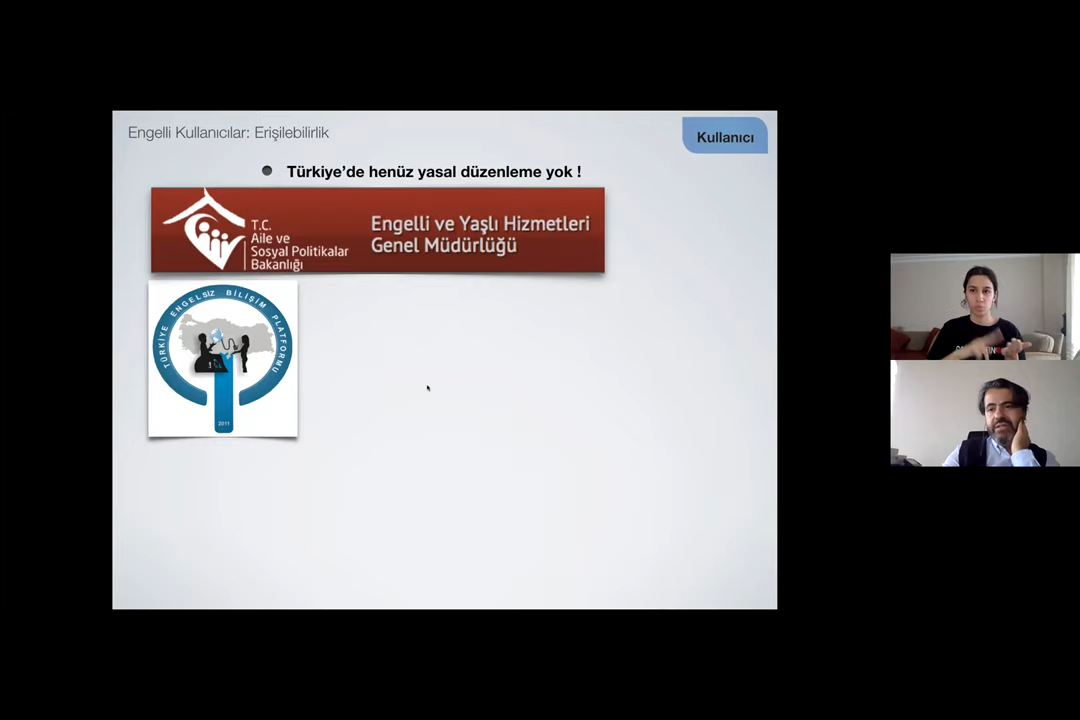 Engelli Kullanıcılar: Erişilebilirlik
Kullanıcı
Türkiye’de henüz yasal düzenleme yok !
T.C.
Aile ve
Sosyal Politikalar
Bakanlığı
Engelli ve Yaşlı Hizmetleri
Genel Müdürlüğü
TÜRKİYE ENGELSİZ BİLİŞİM PLATFORMU
2011